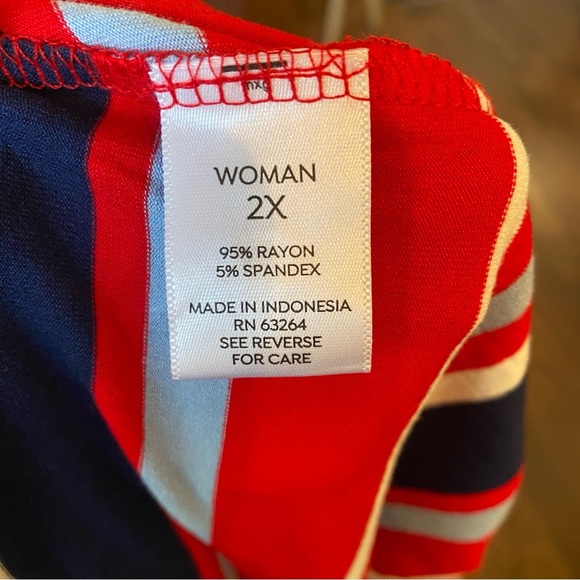 WOMAN
2X
95% RAYON
5% SPANDEX
MADE IN INDONESIA
RN 63264
SEE REVERSE
FOR CARE